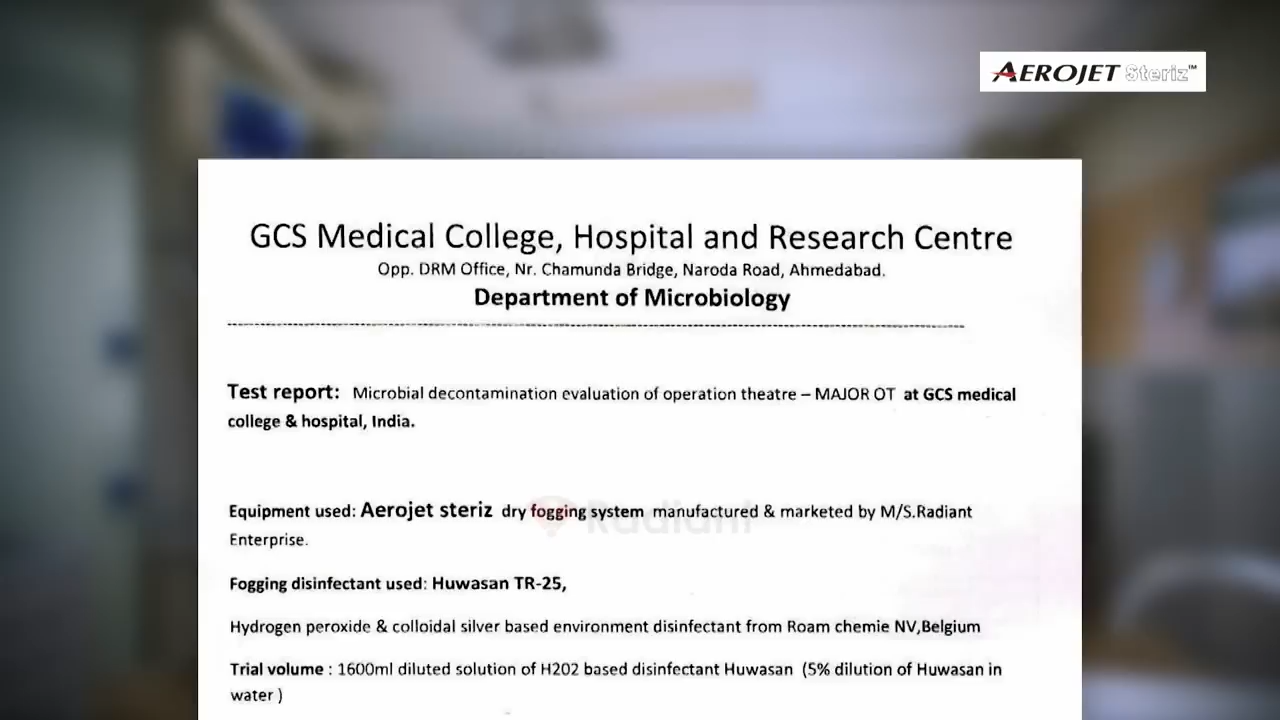 AEROJET Steriz™
GCS Medical College, Hospital and Research Centre
Opp. DRM Office, Nr. Chamunda Bridge, Naroda Road, Ahmedabad.
Department of Microbiology
Test report: Microbial decontamination evaluation of operation theatre – MAJOR OT at GCS medical
college & hospital, India.
Radiant
Equipment used: Aerojet steriz dry fogging system manufactured & marketed by M/S.Radiant
Enterprise.
Fogging disinfectant used: Huwasan TR-25,
Hydrogen peroxide & colloidal silver based environment disinfectant from Roam chemie NV,Belgium
Trial volume : 1600ml diluted solution of H202 based disinfectant Huwasan (5% dilution of Huwasan in
water )